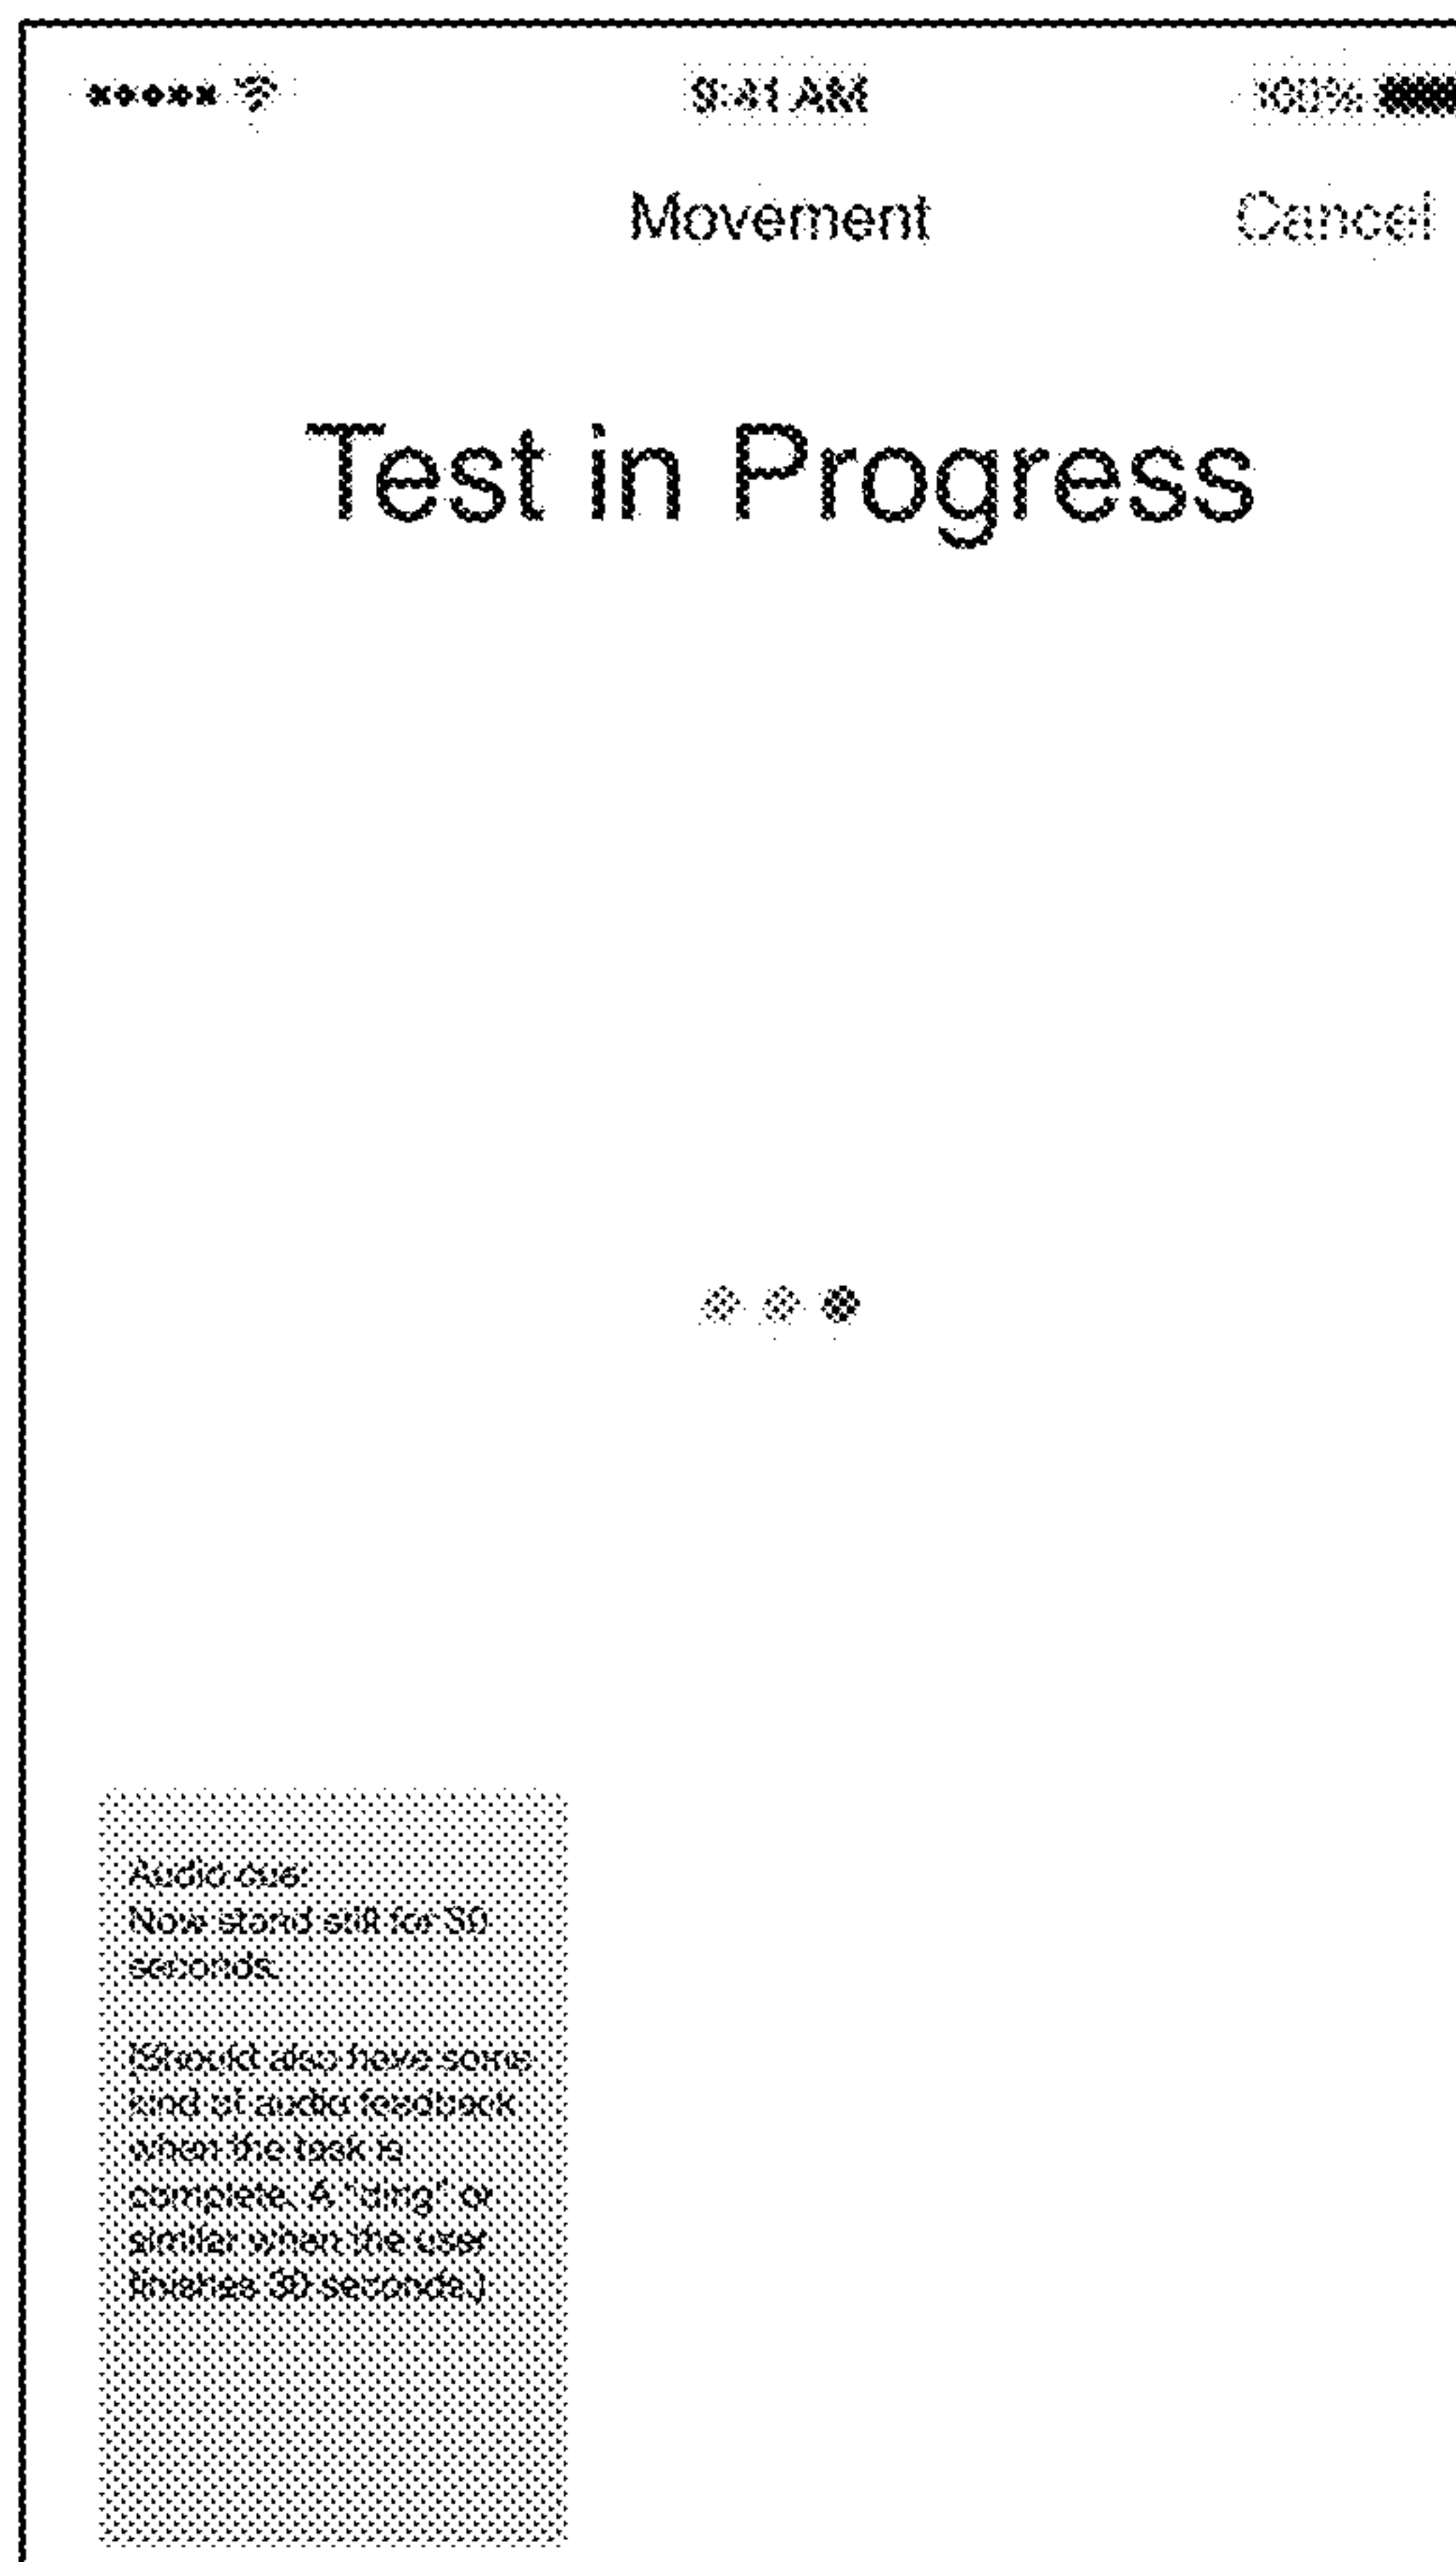 9:41 AM 100%
Movement Cancel
Test in Progress
Audio cue:
Now stand still for 30
seconds.
(Should also have some
kind of audio feedback
when the task is
complete. A "ding" or
similar when the user
finishes 30 seconds.)